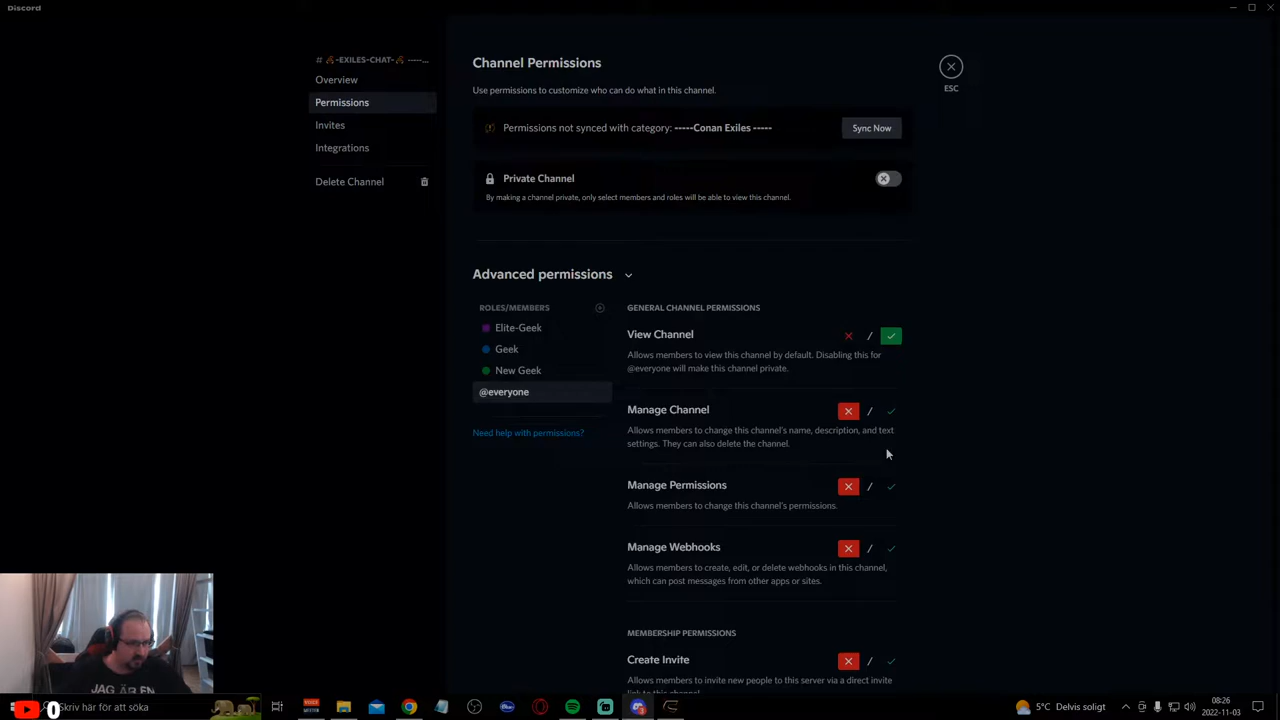 Discord
# -EXILES-CHAT- -----...
Overview
Permissions
Invites
Integrations
Delete Channel
Channel Permissions
Use permissions to customize who can do what in this channel.
ESC
Permissions not synced with category: -----Conan Exiles -----
Sync Now
Private Channel
By making a channel private, only select members and roles will be able to view this channel.
Advanced permissions
ROLES/MEMBERS
Elite-Geek
Geek
New Geek
@everyone
Need help with permissions?
GENERAL CHANNEL PERMISSIONS
View Channel
/
Allows members to view this channel by default. Disabling this for
@everyone will make this channel private.
Manage Channel
/
Allows members to change this channel's name, description, and text
settings. They can also delete the channel.
Manage Permissions
/
Allows members to change this channel's permissions.
Manage Webhooks
/
Allows members to create, edit, or delete webhooks in this channel,
which can post messages from other apps or sites.
MEMBERSHIP PERMISSIONS
Create Invite
/
Allows members to invite new people to this server via a direct invite
link to this channel.
JAG ÄR EN
0
Skriv här för att söka
5°C Delvis soligt
08:26
2022-11-03